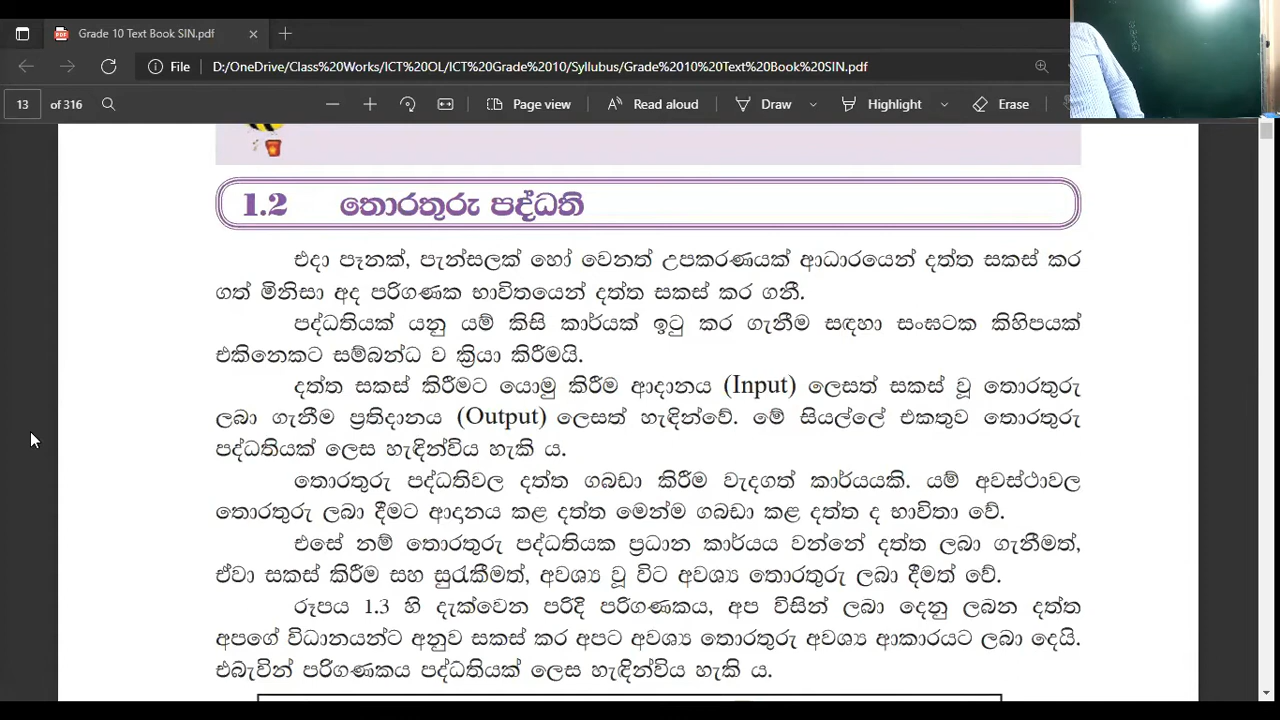 Grade 10 Text Book SIN.pdf
File D:/OneDrive/Class%20Works/ICT%20OL/ICT%20Grade%2010/Syllubus/Grade%2010%20Text%20Book%20SIN.pdf
13 of 316 Page view Read aloud Draw Highlight Erase
1.2 තොරතුරු පද්ධති
එදා පෑනක්, පැන්සලක් හෝ වෙනත් උපකරණයක් ආධාරයෙන් දත්ත සකස් කර
ගත් මිනිසා අද පරිගණක භාවිතයෙන් දත්ත සකස් කර ගනී.
පද්ධතියක් යනු යම් කිසි කාර්යක් ඉටු කර ගැනීම සඳහා සංඝටක කිහිපයක්
එකිනෙකට සම්බන්ධ ව ක්‍රියා කිරීමයි.
දත්ත සකස් කිරීමට යොමු කිරීම ආදානය (Input) ලෙසත් සකස් වූ තොරතුරු
ලබා ගැනීම ප්‍රතිදානය (Output) ලෙසත් හැඳින්වේ. මේ සියල්ලේ එකතුව තොරතුරු
පද්ධතියක් ලෙස හැඳින්විය හැකි ය.
තොරතුරු පද්ධතිවල දත්ත ගබඩා කිරීම වැදගත් කාර්යයකි. යම් අවස්ථාවල
තොරතුරු ලබා දීමට ආදානය කළ දත්ත මෙන්ම ගබඩා කළ දත්ත ද භාවිතා වේ.
එසේ නම් තොරතුරු පද්ධතියක ප්‍රධාන කාර්යය වන්නේ දත්ත ලබා ගැනීමත්,
ඒවා සකස් කිරීම සහ සුරැකීමත්, අවශ්‍ය වූ විට අවශ්‍ය තොරතුරු ලබා දීමත් වේ.
රූපය 1.3 හි දැක්වෙන පරිදි පරිගණකය, අප විසින් ලබා දෙනු ලබන දත්ත
අපගේ විධානයන්ට අනුව සකස් කර අපට අවශ්‍ය තොරතුරු අවශ්‍ය ආකාරයට ලබා දෙයි.
එබැවින් පරිගණකය පද්ධතියක් ලෙස හැඳින්විය හැකි ය.